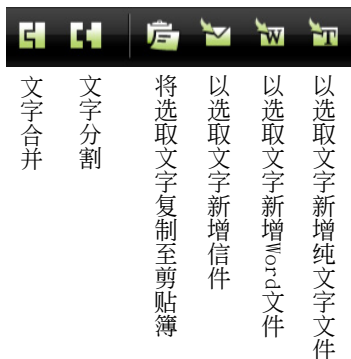 文字合并
文字分割
将选取文字复制至剪贴簿
以选取文字新增信件
以选取文字新增Word文件
以选取文字新增纯文字文件